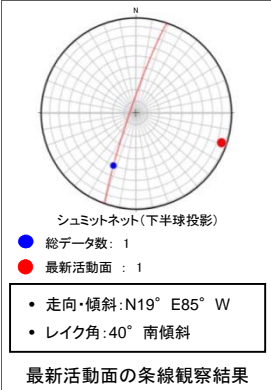 N
シュミットネット(下半球投影)
総データ数: 1
最新活動面 : 1
• 走向・傾斜:N19°E85°W
• レイク角:40°南傾斜
最新活動面の条線観察結果